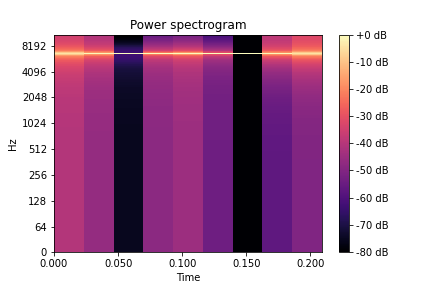 Power spectrogram
8192
4096
2048
1024
512
256
128
64
0
Hz
0.000
0.050
0.100
0.150
0.200
Time
+0 dB
-10 dB
-20 dB
-30 dB
-40 dB
-50 dB
-60 dB
-70 dB
-80 dB